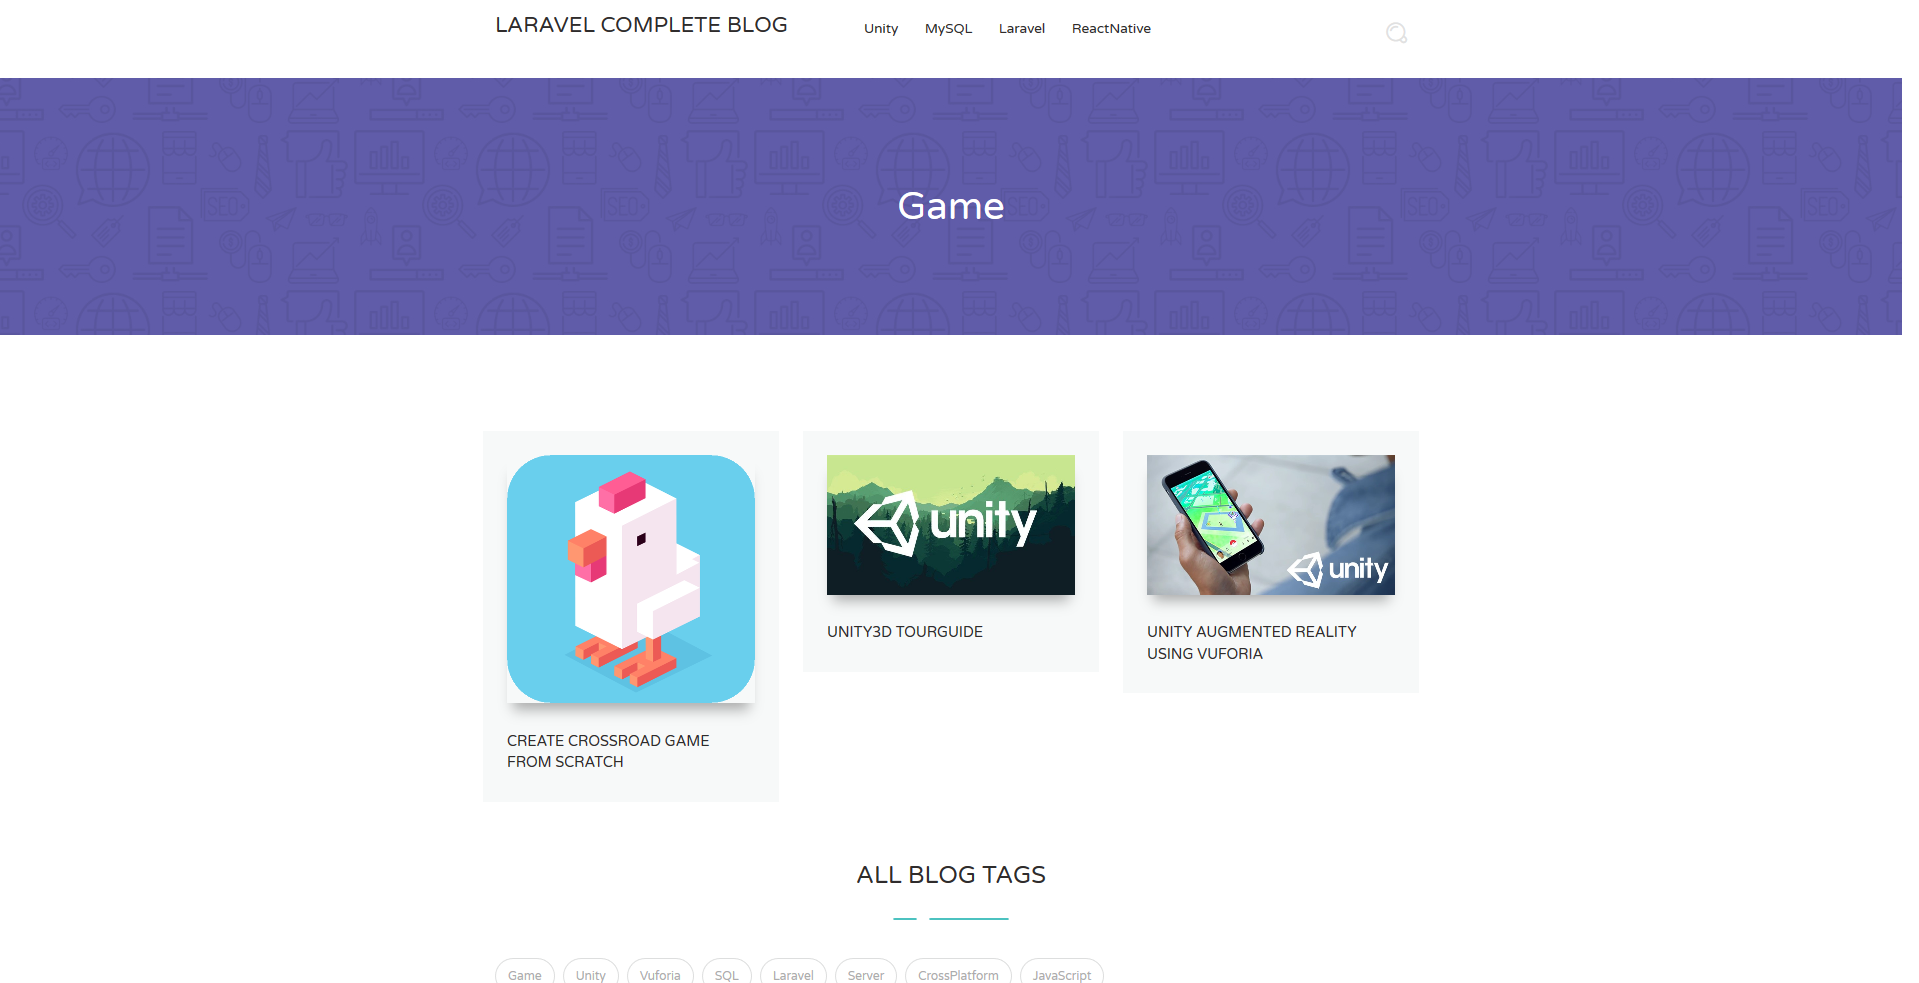 LARAVEL COMPLETE BLOG
Unity MySQL Laravel ReactNative
Game
unity
unity
UNITY3D TOURGUIDE
UNITY AUGMENTED REALITY
USING VUFORIA
CREATE CROSSROAD GAME
FROM SCRATCH
ALL BLOG TAGS
Game Unity Vuforia SQL Laravel Server CrossPlatform JavaScript